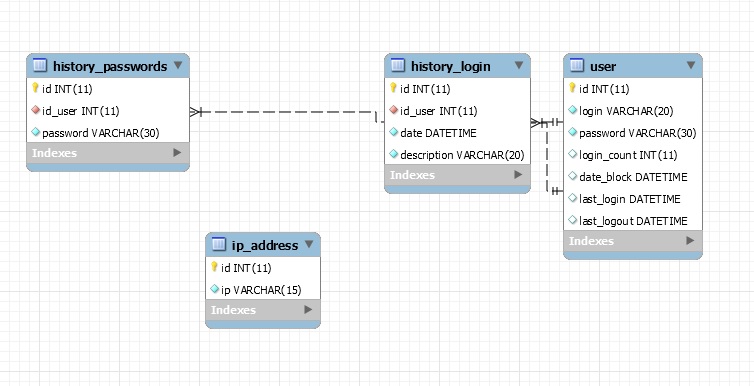 history_passwords
id INT(11)
id_user INT(11)
password VARCHAR(30)
Indexes
history_login
id INT(11)
id_user INT(11)
date DATETIME
description VARCHAR(20)
Indexes
user
id INT(11)
login VARCHAR(20)
password VARCHAR(30)
login_count INT(11)
date_block DATETIME
last_login DATETIME
last_logout DATETIME
Indexes
ip_address
id INT(11)
ip VARCHAR(15)
Indexes